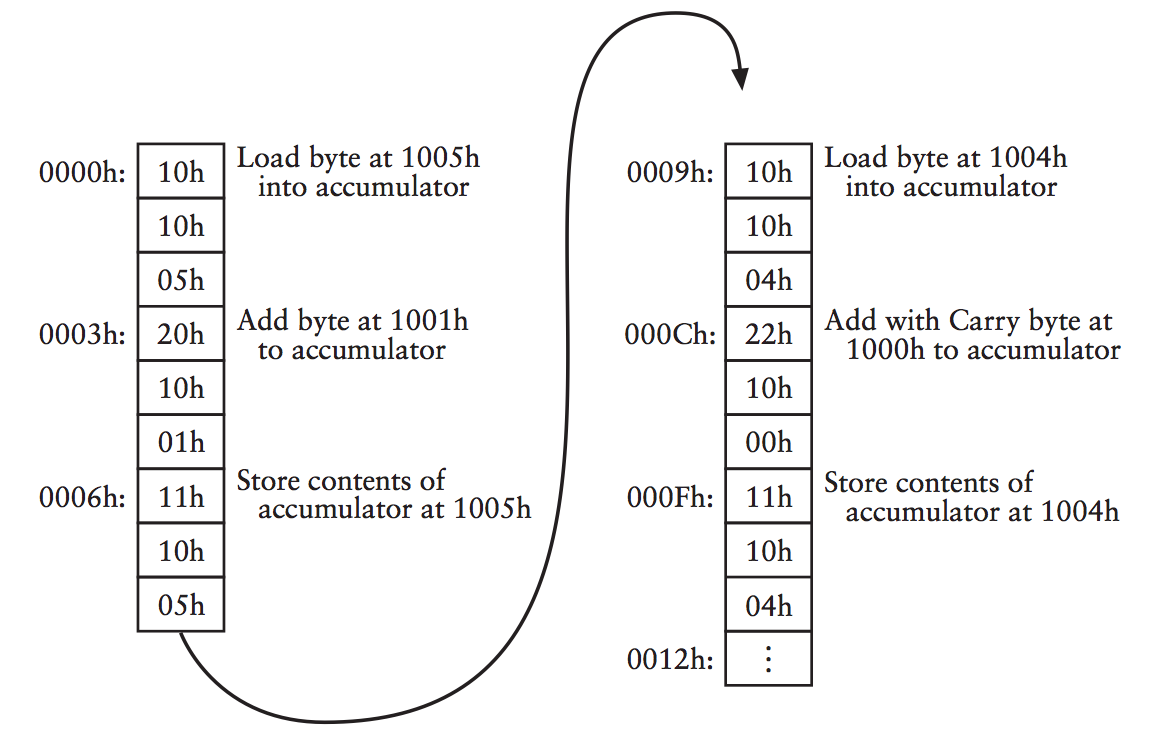 0000h: 10h Load byte at 1005h
into accumulator
10h
05h
0003h: 20h Add byte at 1001h
to accumulator
10h
01h
0006h: 11h Store contents of
accumulator at 1005h
10h
05h
0009h: 10h Load byte at 1004h
into accumulator
10h
04h
000Ch: 22h Add with Carry byte at
1000h to accumulator
10h
00h
000Fh: 11h Store contents of
accumulator at 1004h
10h
04h
0012h: ⋮